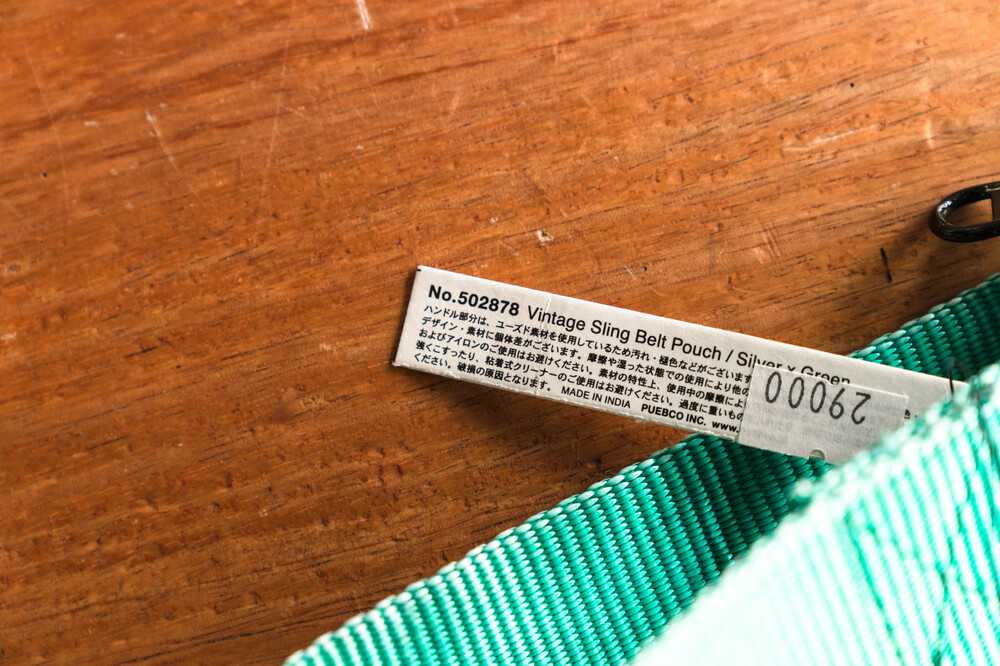 No.502878 Vintage Sling Belt Pouch / Silver x Green
ハンドル部分は、ユーズド素材を使用しているため汚れ・褪色などがございます
デザイン・素材に個体差がございます。摩擦や湿った状態での使用により他の
およびアイロンのご使用はお避けください。素材の特性上、使用中の摩擦によ
強くこすったり、粘着式クリーナーのご使用はお避けください。過度に重いもの
ください。破損の原因となります。 MADE IN INDIA PUEBCO INC. www.
29000